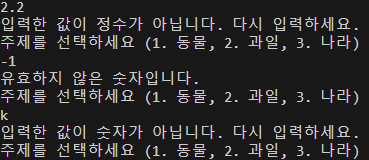 2.2
입력한 값이 정수가 아닙니다. 다시 입력하세요.
주제를 선택하세요 (1. 동물, 2. 과일, 3. 나라)
-1
유효하지 않은 숫자입니다.
주제를 선택하세요 (1. 동물, 2. 과일, 3. 나라)
k
입력한 값이 숫자가 아닙니다. 다시 입력하세요.
주제를 선택하세요 (1. 동물, 2. 과일, 3. 나라)